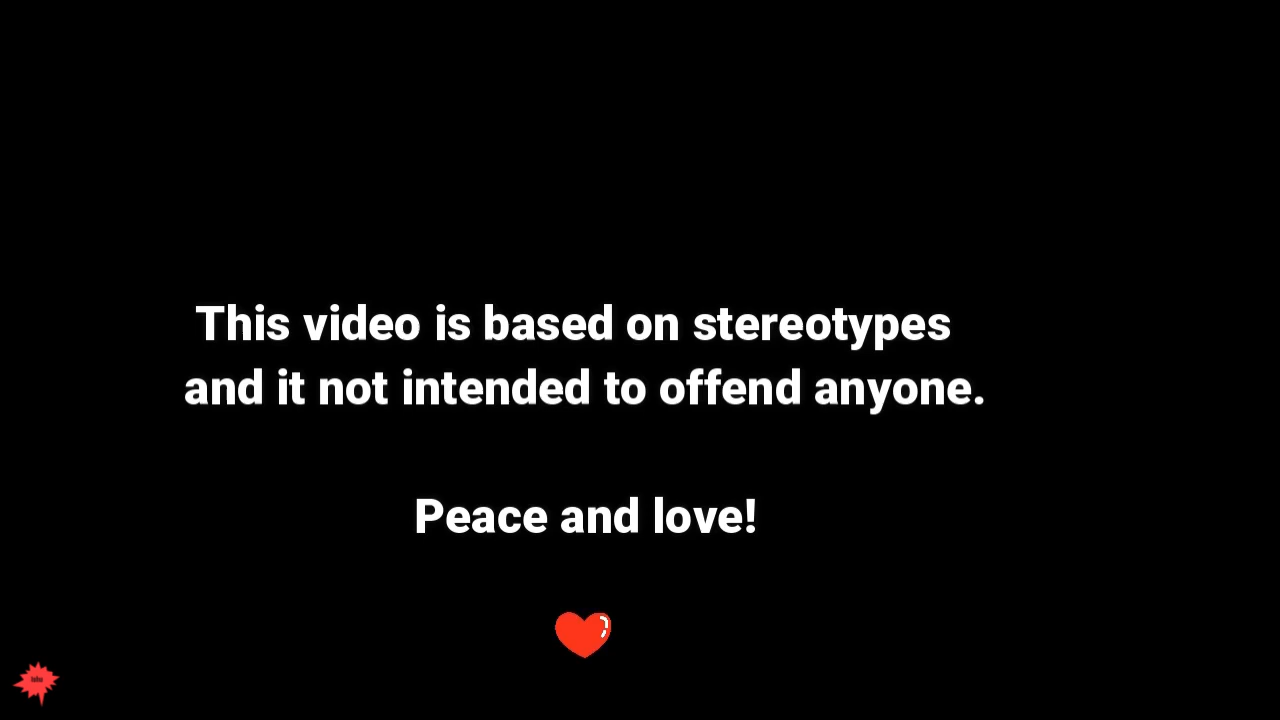 This video is based on stereotypes
and it not intended to offend anyone.
Peace and love!